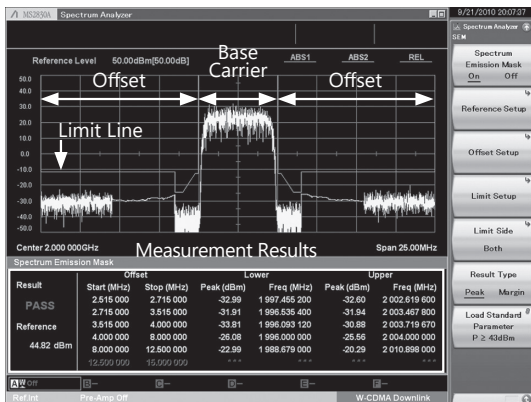 MS2830A Spectrum Analyzer
9/21/2010 20:07:37
Spectrum Analyzer
SEM
Reference Level 50.00dBm[50.00dB]
ABS1 ABS2 REL
Base
Carrier
Offset
Offset
Limit Line
50.0
40.0
30.0
20.0
10.0
0.0
-10.0
-20.0
-30.0
-40.0
-50.0
Center 2.000 000GHz
Span 25.00MHz
Measurement Results
Spectrum Emission Mask
Offset Lower Upper
Result Start (MHz) Stop (MHz) Peak (dBm) Freq (MHz) Peak (dBm) Freq (MHz)
PASS
Reference
44.82 dBm
2.515 000 2.715 000 -32.99 1 997.455 200 -32.60 2 002.619 600
2.715 000 3.515 000 -31.91 1 996.535 400 -31.94 2 003.467 800
3.515 000 4.000 000 -33.81 1 996.093 120 -30.88 2 003.719 670
4.000 000 8.000 000 -26.08 1 996.000 000 -25.56 2 004.000 000
8.000 000 12.500 000 -22.99 1 988.679 000 -20.29 2 010.898 000
12.500 000 15.000 000 *** *** *** ***
A W Off B — C — D — E — F —
Ref.Int Pre-Amp Off W-CDMA Downlink
Spectrum
Emission Mask
On Off
Reference Setup
Offset Setup
Limit Setup
Limit Side
Both
Result Type
Peak Margin
Load Standard
Parameter
P ≥ 43dBm